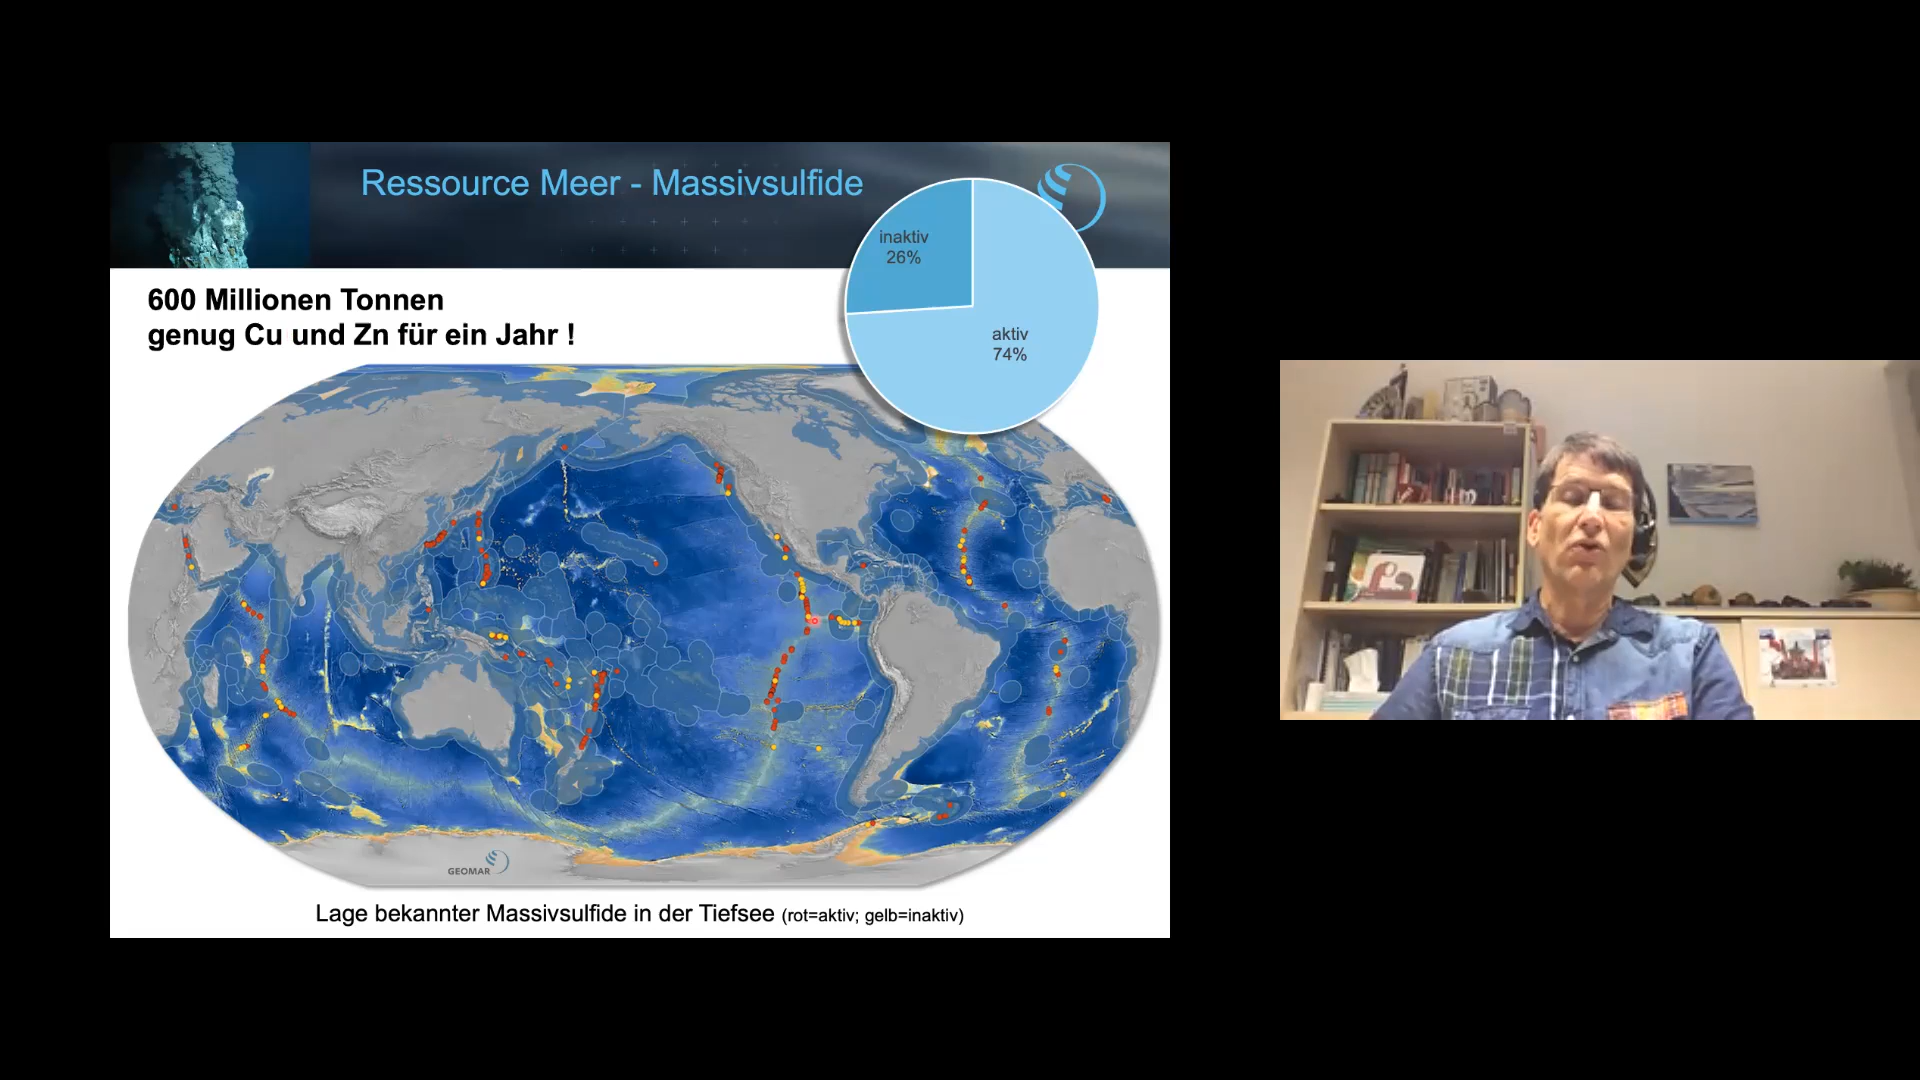 Ressource Meer - Massivsulfide
inaktiv
26%
aktiv
74%
600 Millionen Tonnen
genug Cu und Zn für ein Jahr !
GEOMAR
Lage bekannter Massivsulfide in der Tiefsee (rot=aktiv; gelb=inaktiv)